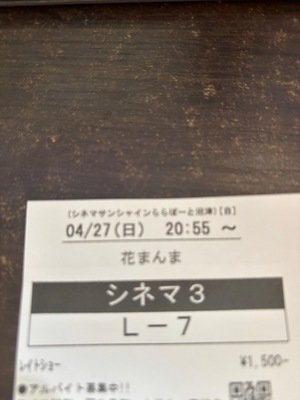 (シネマサンシャインららぽーと沼津)[自]
04/27(日) 20:55 ～
花まんま
シネマ３
Ｌ－７
ﾚｲﾄｼｮｰ ¥1,500-
●アルバイト募集中!!